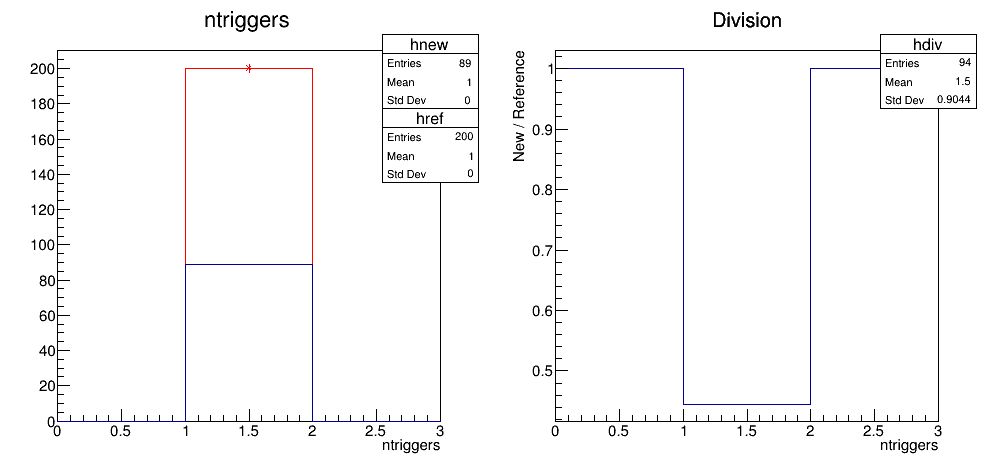 ntriggers
hnew
Entries 89
Mean 1
Std Dev 0
href
Entries 200
Mean 1
Std Dev 0
200
180
160
140
120
100
80
60
40
20
0
0 0.5 1 1.5 2 2.5 3
ntriggers
Division
hdiv
Entries 94
Mean 1.5
Std Dev 0.9044
New / Reference
1
0.9
0.8
0.7
0.6
0.5
0 0.5 1 1.5 2 2.5 3
ntriggers